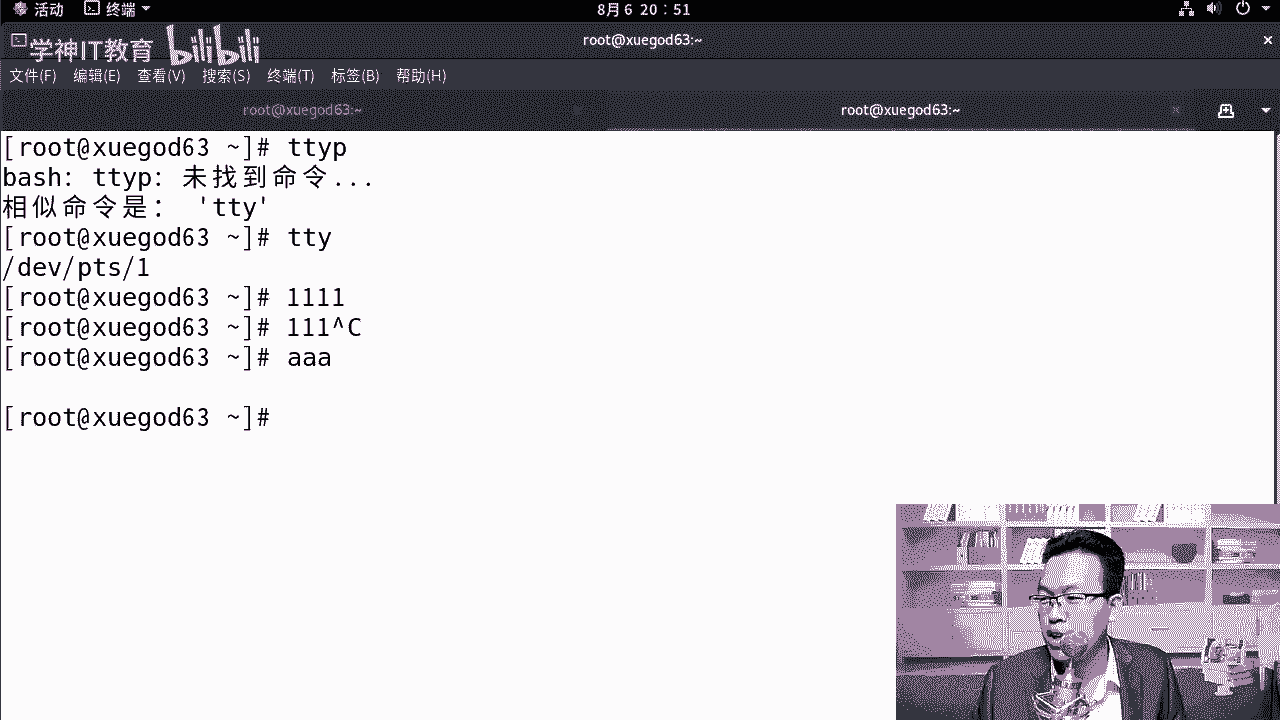 活动 终端 8月6 20：51
root@xuegod63:~
学神IT教育 bilibili
文件(F) 编辑(E) 查看(V) 搜索(S) 终端(T) 标签(B) 帮助(H)
root@xuegod63:~ root@xuegod63:~
[root@xuegod63 ~]# ttyp
bash: ttyp: 未找到命令...
相似命令是： 'tty'
[root@xuegod63 ~]# tty
/dev/pts/1
[root@xuegod63 ~]# 1111
[root@xuegod63 ~]# 111^C
[root@xuegod63 ~]# aaa
[root@xuegod63 ~]#